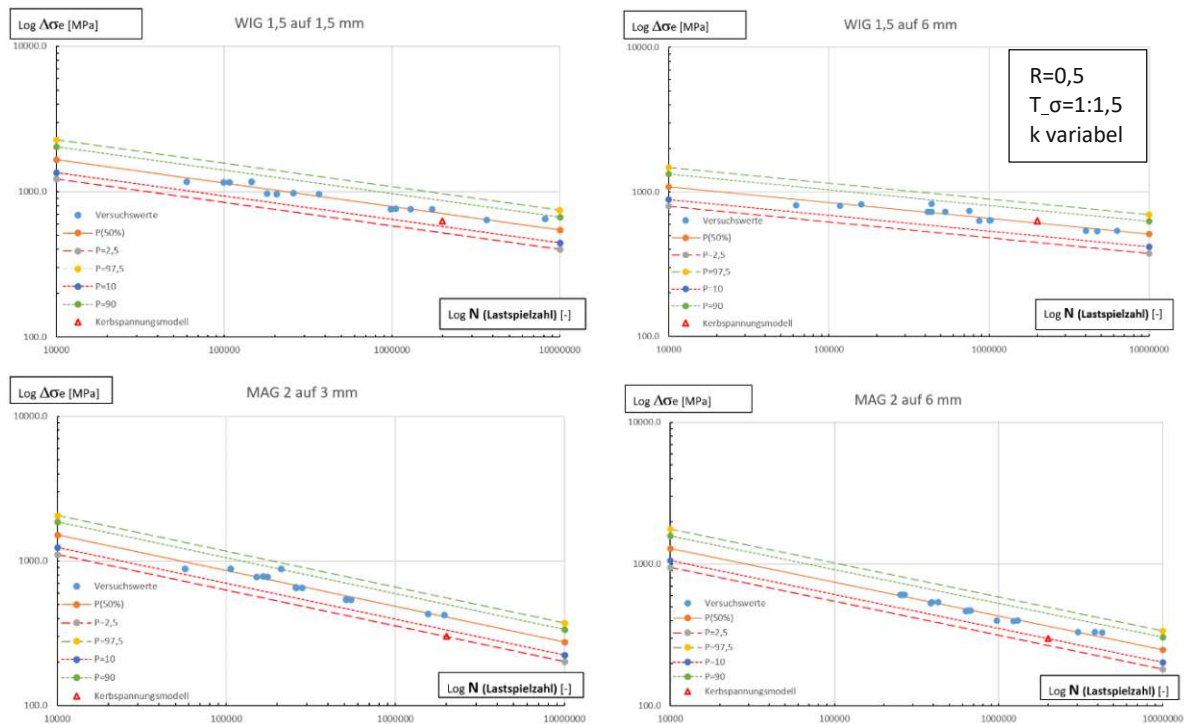 Log Δσe [MPa]
WIG 1,5 auf 1,5 mm
10000.0
1000.0
100.0
Versuchswerte
P(50%)
P=2,5
P=97,5
P=10
P=90
Kerbspannungsmodell
Log N (Lastspielzahl) [-]
10000
100000
1000000
10000000
Log Δσe [MPa]
WIG 1,5 auf 6 mm
R=0,5
T_σ=1:1,5
k variabel
10000.0
1000.0
100.0
Versuchswerte
P(50%)
P=2,5
P=97,5
P=10
P=90
Kerbspannungsmodell
Log N (Lastspielzahl) [-]
10000
100000
1000000
10000000
Log Δσe [MPa]
MAG 2 auf 3 mm
10000.0
1000.0
100.0
Versuchswerte
P(50%)
P=2,5
P=97,5
P=10
P=90
Kerbspannungsmodell
Log N (Lastspielzahl) [-]
10000
100000
1000000
10000000
Log Δσe [MPa]
MAG 2 auf 6 mm
10000.0
1000.0
100.0
Versuchswerte
P(50%)
P=2,5
P=97,5
P=10
P=90
Kerbspannungsmodell
Log N (Lastspielzahl) [-]
10000
100000
1000000
10000000